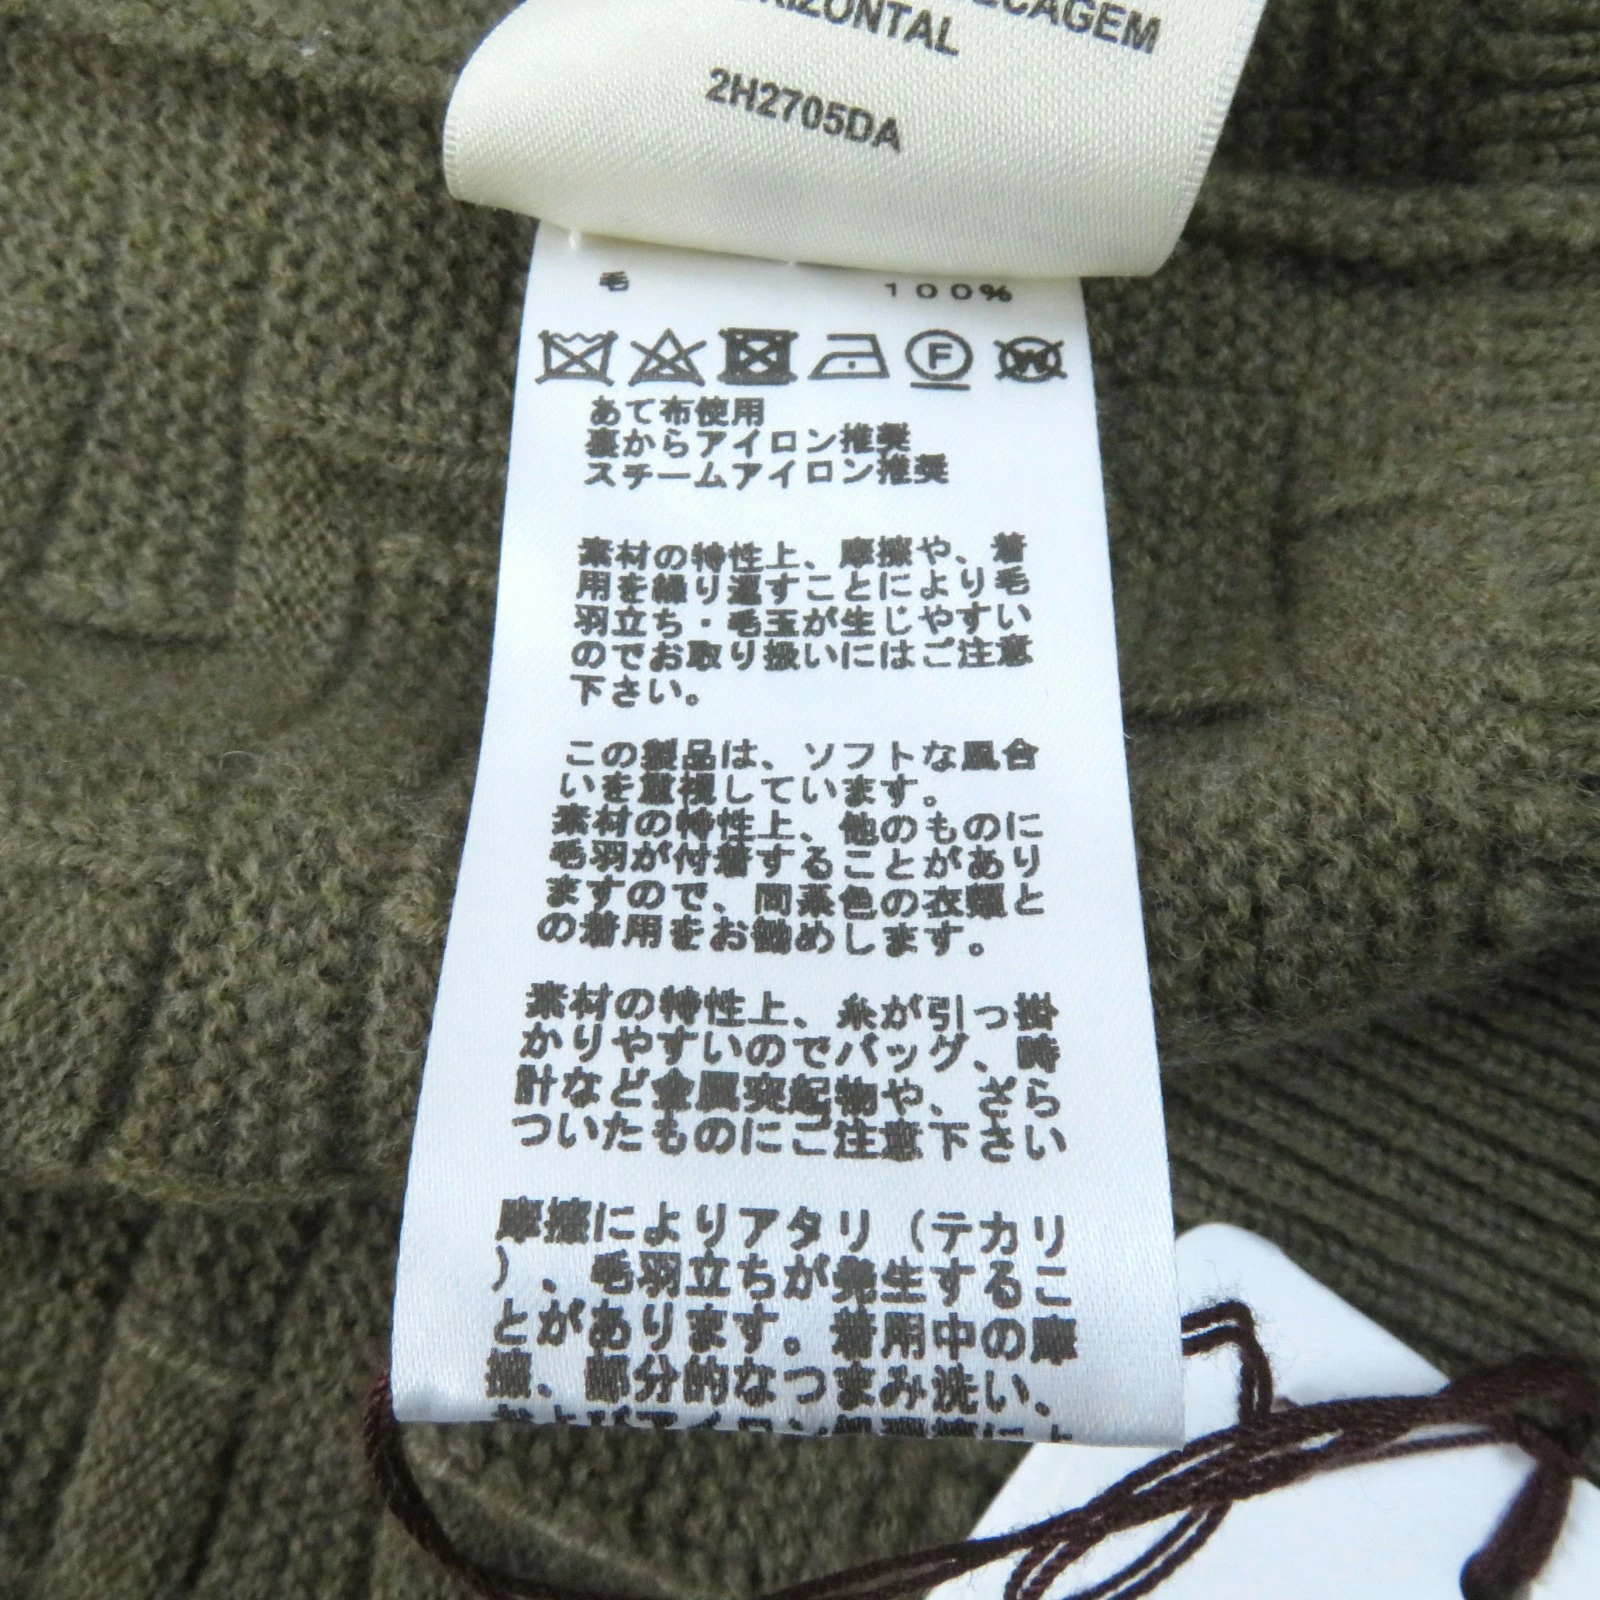 SECAGEM
HORIZONTAL
2H2705DA
毛 100%
F
W
あて布使用
裏からアイロン推奨
スチームアイロン推奨
素材の特性上、摩擦や、着
用を繰り返すことにより毛
羽立ち・毛玉が生じやすい
のでお取り扱いにはご注意
下さい。
この製品は、ソフトな風合
いを重視しています。
素材の特性上、他のものに
毛羽が付着することがあり
ますので、同系色の衣類と
の着用をお勧めします。
素材の特性上、糸が引っ掛
かりやすいのでバッグ、時
計など金属突起物や、ざら
ついたものにご注意下さい
摩擦によりアタリ（テカリ
）、毛羽立ちが発生するこ
とがあります。着用中の摩
擦、部分的なつまみ洗い、
およびアイロン